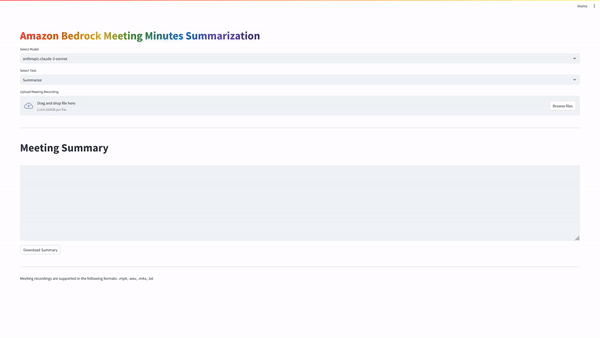 Deploy
Amazon Bedrock Meeting Minutes Summarization
Select Model
anthropic.claude-3-sonnet
Select Task
Summarize
Upload Meeting Recording
Drag and drop file here
Limit 200MB per file
Browse files
Meeting Summary
Download Summary
Meeting recordings are supported in the following formats: .mp4, .wav, .m4a, .txt